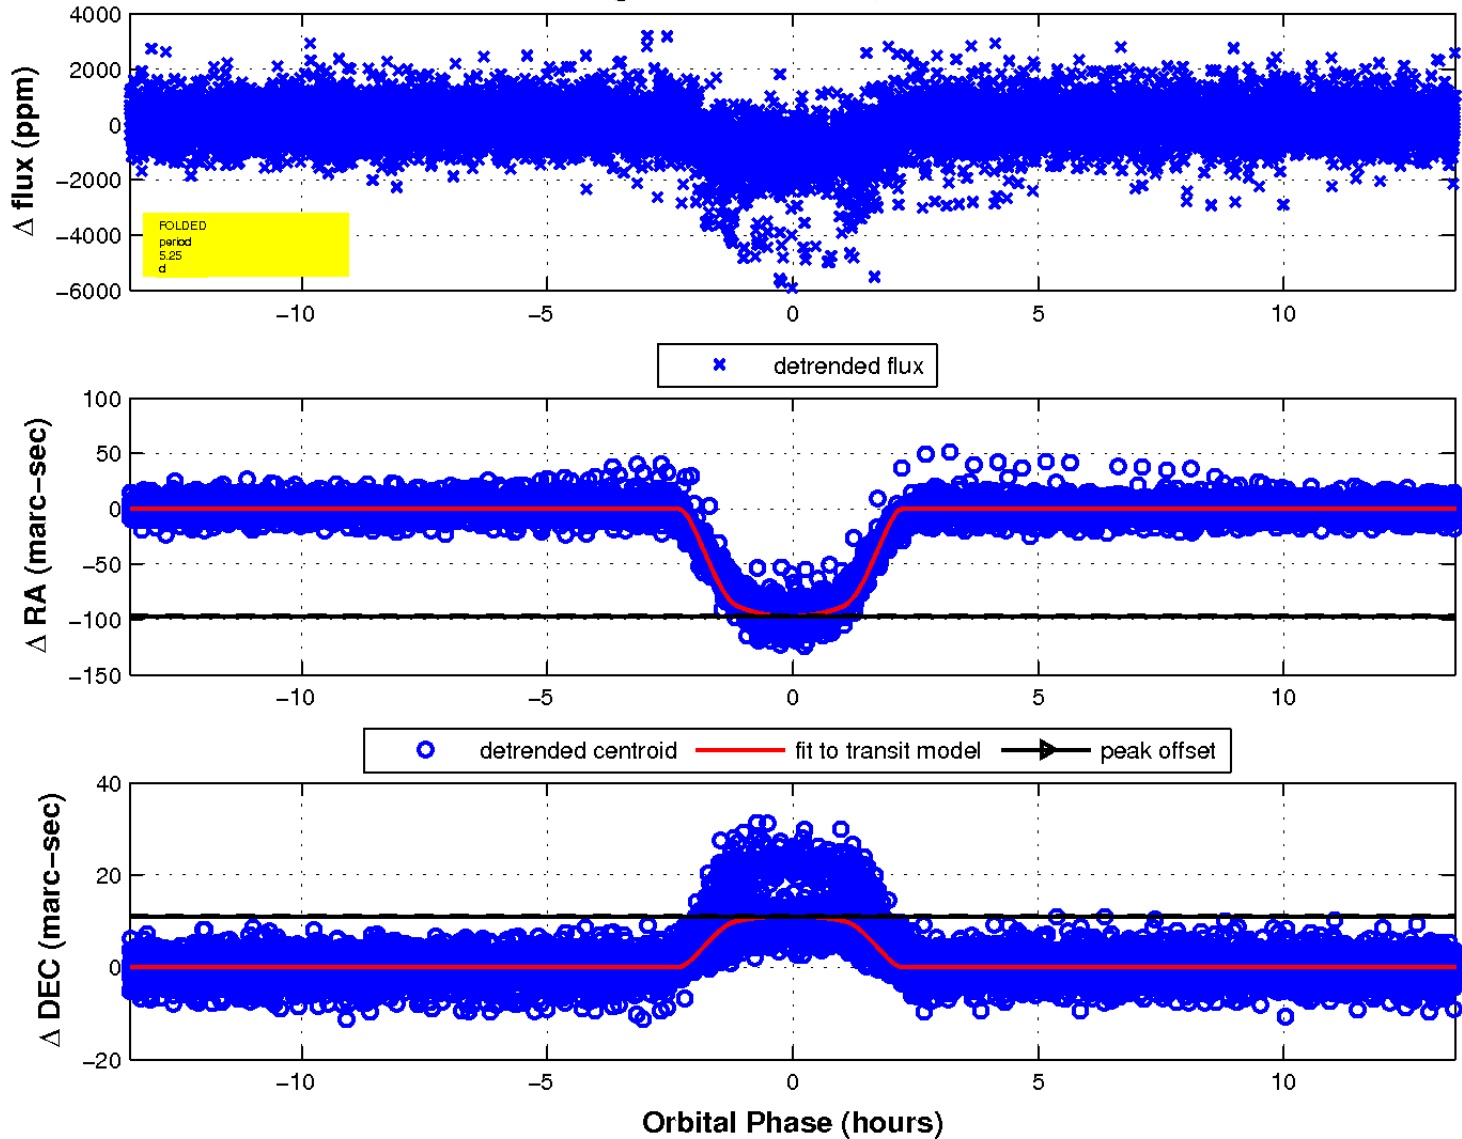 4000
2000
0
−2000
−4000
−6000
Δ flux (ppm)
FOLDED
period
5.25
d
−10
−5
0
5
10
detrended flux
100
50
0
−50
−100
−150
Δ RA (marc−sec)
−10
−5
0
5
10
detrended centroid
fit to transit model
peak offset
40
20
0
−20
Δ DEC (marc−sec)
−10
−5
0
5
10
Orbital Phase (hours)